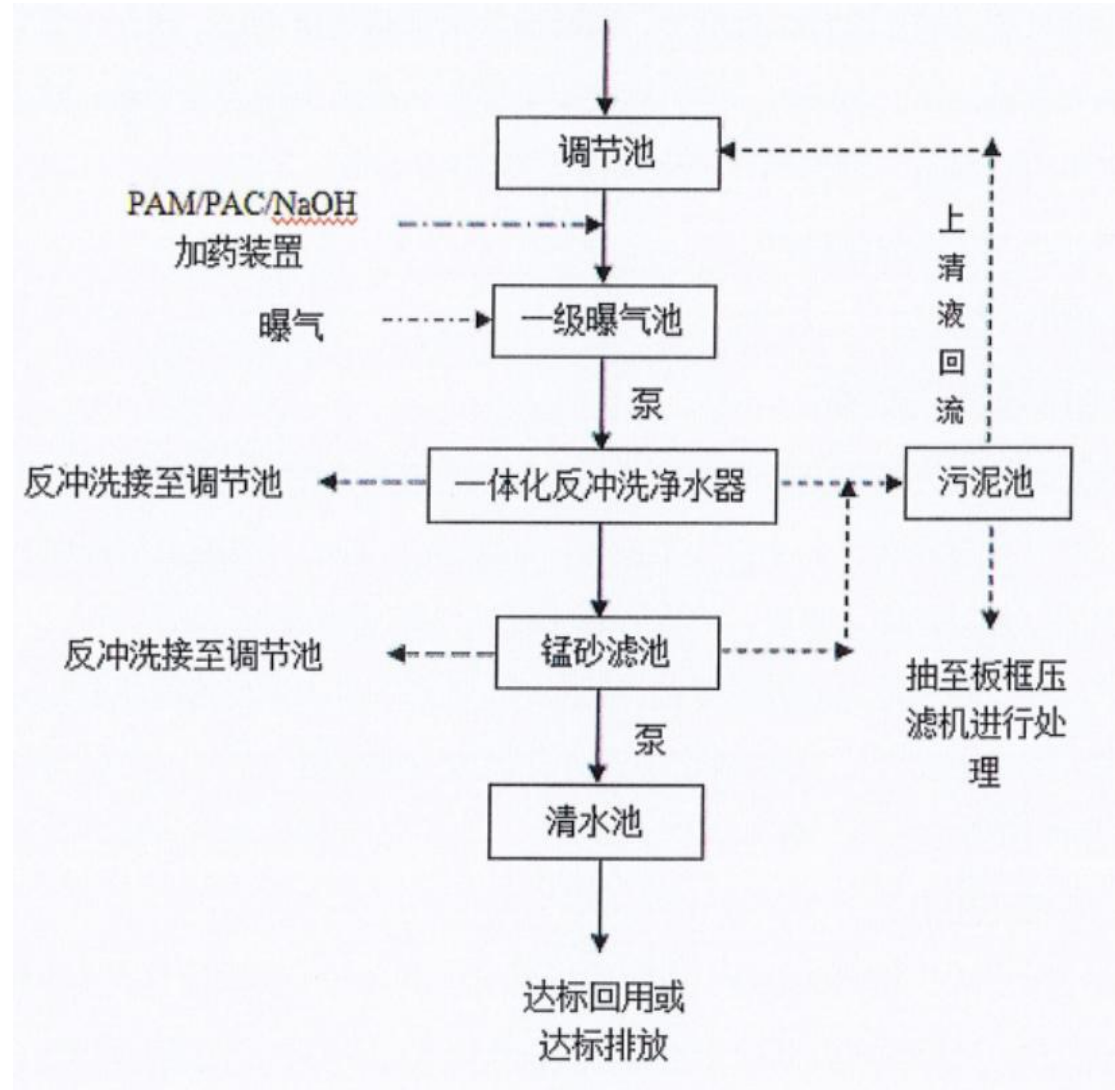 调节池
PAM/PAC/NaOH
加药装置
上清液回流
曝气
一级曝气池
泵
反冲洗接至调节池
一体化反冲洗净水器
污泥池
反冲洗接至调节池
锰砂滤池
抽至板框压
滤机进行处
理
泵
清水池
达标回用或
达标排放